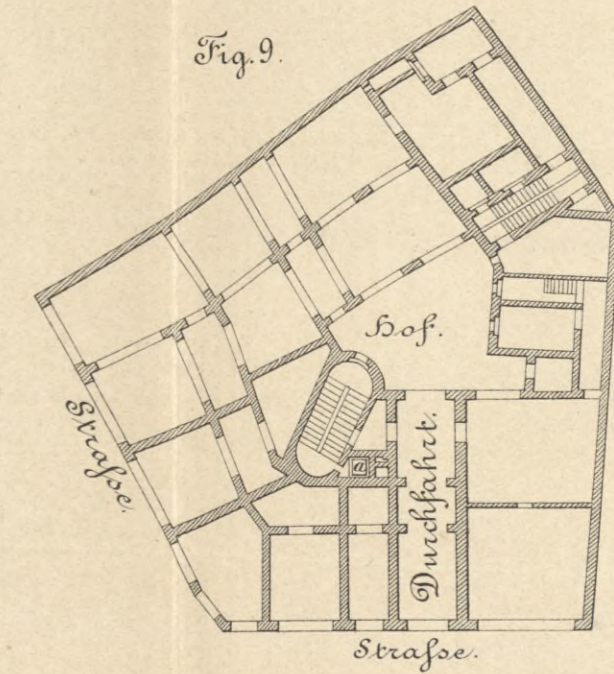 Fig. 9.
Hof.
Straſse.
Durchfahrt.
a
Straſse.